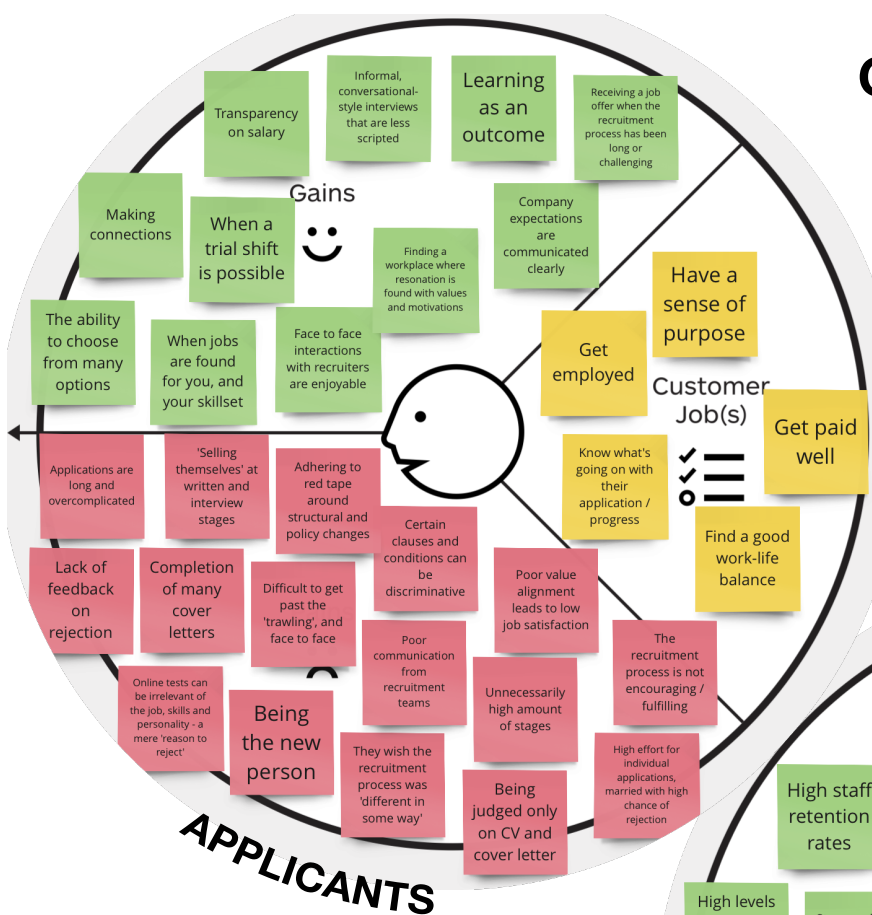 Transparency
on salary
Informal,
conversational-
style interviews
that are less
scripted
Learning
as an
outcome
Receiving a job
offer when the
recruitment
process has been
long or
challenging
Making
connections
Gains
When a
trial shift
is possible
Company
expectations
are
communicated
clearly
Finding a
workplace where
resonation is
found with values
and motivations
The ability
to choose
from many
options
When jobs
are found
for you, and
your skillset
Face to face
interactions
with recruiters
are enjoyable
Have a
sense of
purpose
Get
employed
Customer
Job(s)
Get paid
well
Know what's
going on with
their
application /
progress
Find a good
work-life
balance
Applications are
long and
overcomplicated
'Selling
themselves' at
written and
interview
stages
Adhering to
red tape
around
structural and
policy changes
Certain
clauses and
conditions can
be
discriminative
Lack of
feedback
on
rejection
Completion
of many
cover
letters
Difficult to get
past the
'trawling', and
face to face
Poor value
alignment
leads to low
job satisfaction
Poor
communication
from
recruitment
teams
The
recruitment
process is not
encouraging /
fulfilling
Online tests can
be irrelevant of
the job, skills and
personality - a
mere 'reason to
reject'
Being
the new
person
Unnecessarily
high amount
of stages
They wish the
recruitment
process was
'different in
some way'
Being
judged only
on CV and
cover letter
High effort for
individual
applications,
married with high
chance of
rejection
APPLICANTS
High staff
retention
rates
High levels